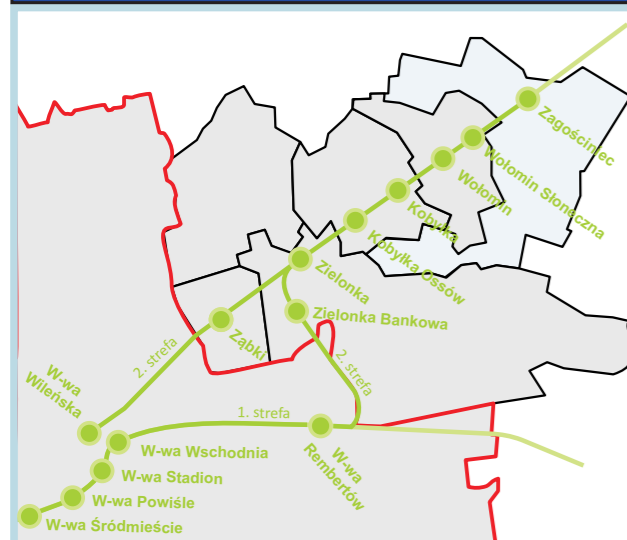 Zagościniec
Wołomin Słoneczna
Wołomin
Kobyłka
Kobyłka Ossów
Zielonka
Zielonka Bankowa
Ząbki
2. strefa
2. strefa
W-wa
Wileńska
1. strefa
W-wa
Rembertów
W-wa Wschodnia
W-wa Stadion
W-wa Powiśle
W-wa Śródmieście